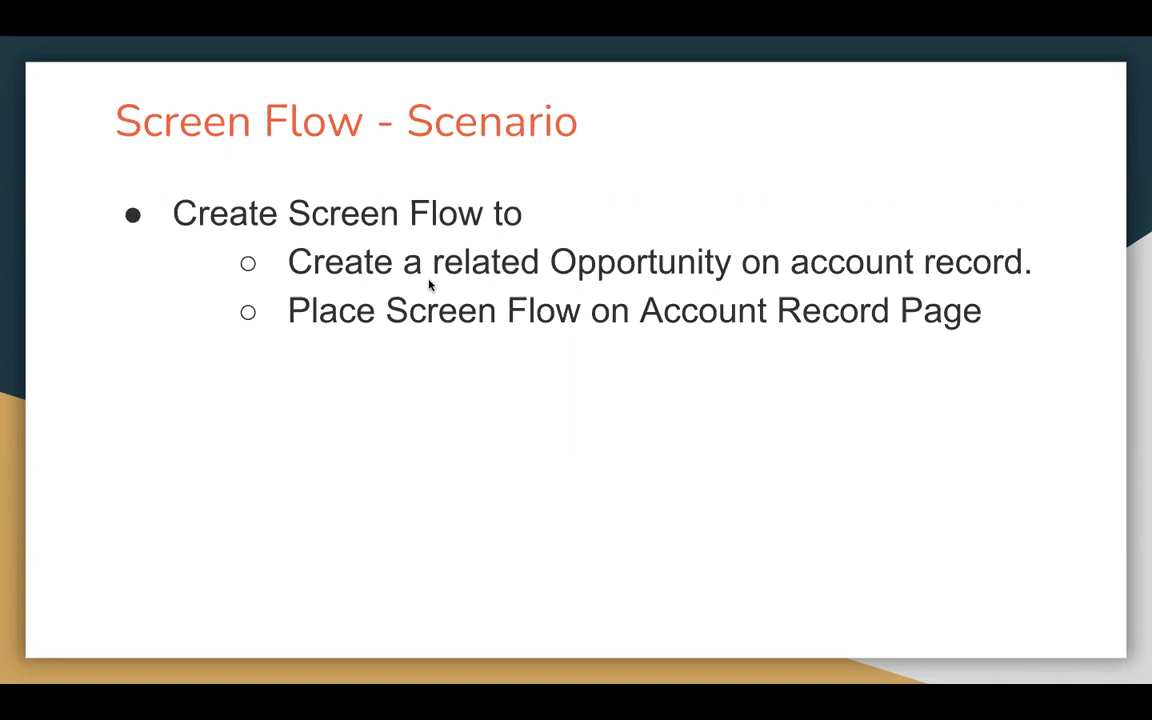 Screen Flow - Scenario
● Create Screen Flow to
○ Create a related Opportunity on account record.
○ Place Screen Flow on Account Record Page